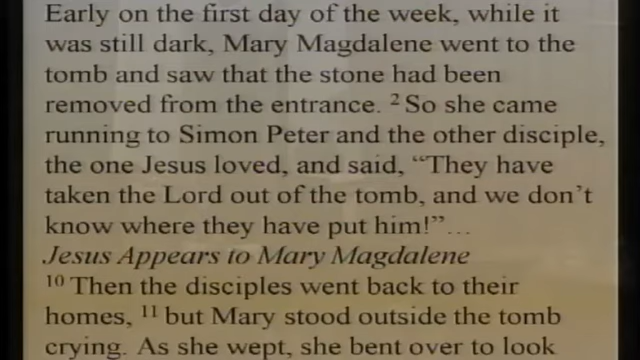 Early on the first day of the week, while it
was still dark, Mary Magdalene went to the
tomb and saw that the stone had been
removed from the entrance. ² So she came
running to Simon Peter and the other disciple,
the one Jesus loved, and said, “They have
taken the Lord out of the tomb, and we don’t
know where they have put him!”…
Jesus Appears to Mary Magdalene
¹⁰ Then the disciples went back to their
homes, ¹¹ but Mary stood outside the tomb
crying. As she wept, she bent over to look